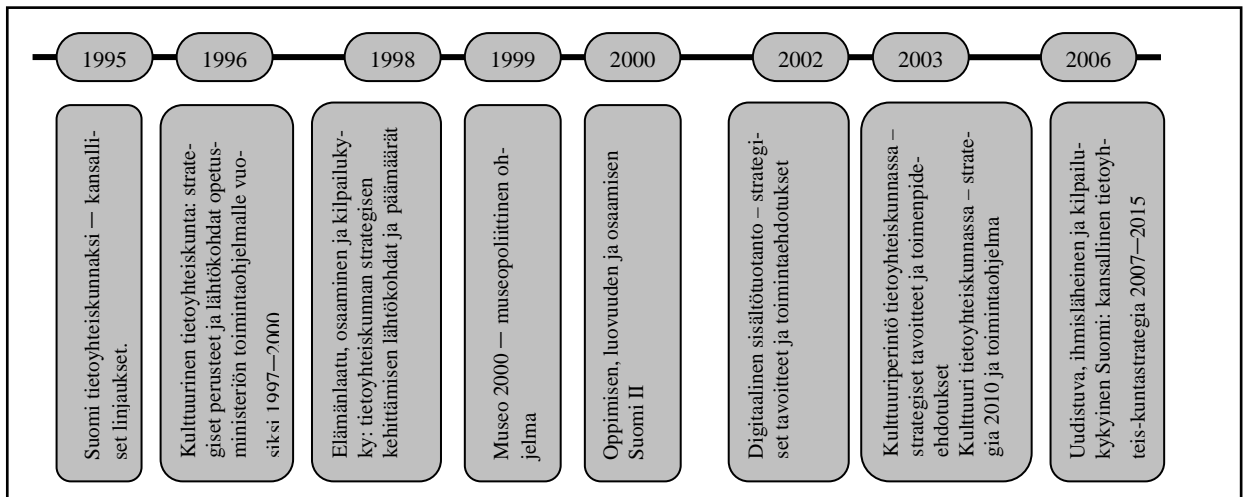 1995
1996
1998
1999
2000
2002
2003
2006
Suomi tietoyhteiskunnaksi — kansalli-
set linjaukset.
Kulttuurinen tietoyhteiskunta: strate-
giset perusteet ja lähtökohdat opetus-
ministeriön toimintaohjelmalle vuo-
siksi 1997—2000
Elämänlaatu, osaaminen ja kilpailuky-
ky: tietoyhteiskunnan strategisen
kehittämisen lähtökohdat ja päämäärät
Museo 2000 — museopoliittinen oh-
jelma
Oppimisen, luovuuden ja osaamisen
Suomi II
Digitaalinen sisältötuotanto – strategi-
set tavoitteet ja toimintaehdotukset
Kulttuuriperintö tietoyhteiskunnassa –
strategiset tavoitteet ja toimenpide-
ehdotukset
Kulttuuri tietoyhteiskunnassa – strate-
gia 2010 ja toimintaohjelma
Uudistuva, ihmisläheinen ja kilpailu-
kykyinen Suomi: kansallinen tietoyh-
teis-kuntastrategia 2007—2015